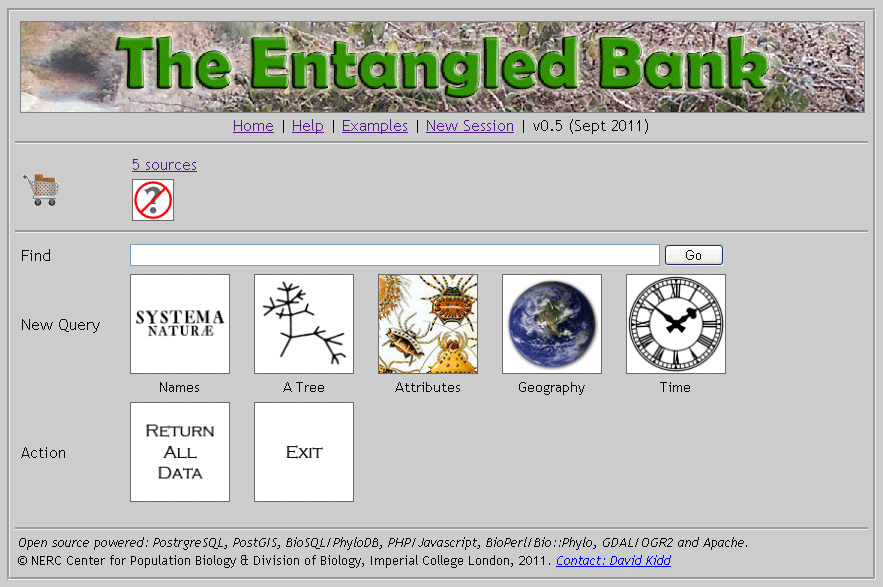 The Entangled Bank
Home | Help | Examples | New Session | v0.5 (Sept 2011)
5 sources
?
Find Go
SYSTEMA
NATURÆ
New Query
Names A Tree Attributes Geography Time
RETURN
ALL
DATA
EXIT
Action
Open source powered: PostrgreSQL, PostGIS, BioSQL/PhyloDB, PHP/Javascript, BioPerl/Bio::Phylo, GDAL/OGR2 and Apache.
© NERC Center for Population Biology & Division of Biology, Imperial College London, 2011. Contact: David Kidd